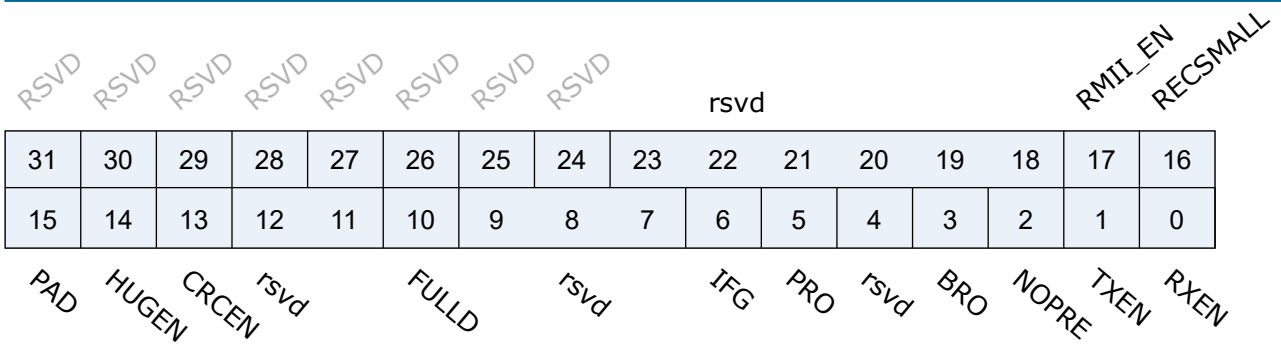 RSVD RSVD RSVD RSVD RSVD RSVD RSVD RSVD rsvd RMII_EN RECSMALL
31 30 29 28 27 26 25 24 23 22 21 20 19 18 17 16
15 14 13 12 11 10 9 8 7 6 5 4 3 2 1 0
PAD HUGEN CRCEN rsvd FULLD rsvd IFG PRO rsvd BRO NOPRE TXEN RXEN